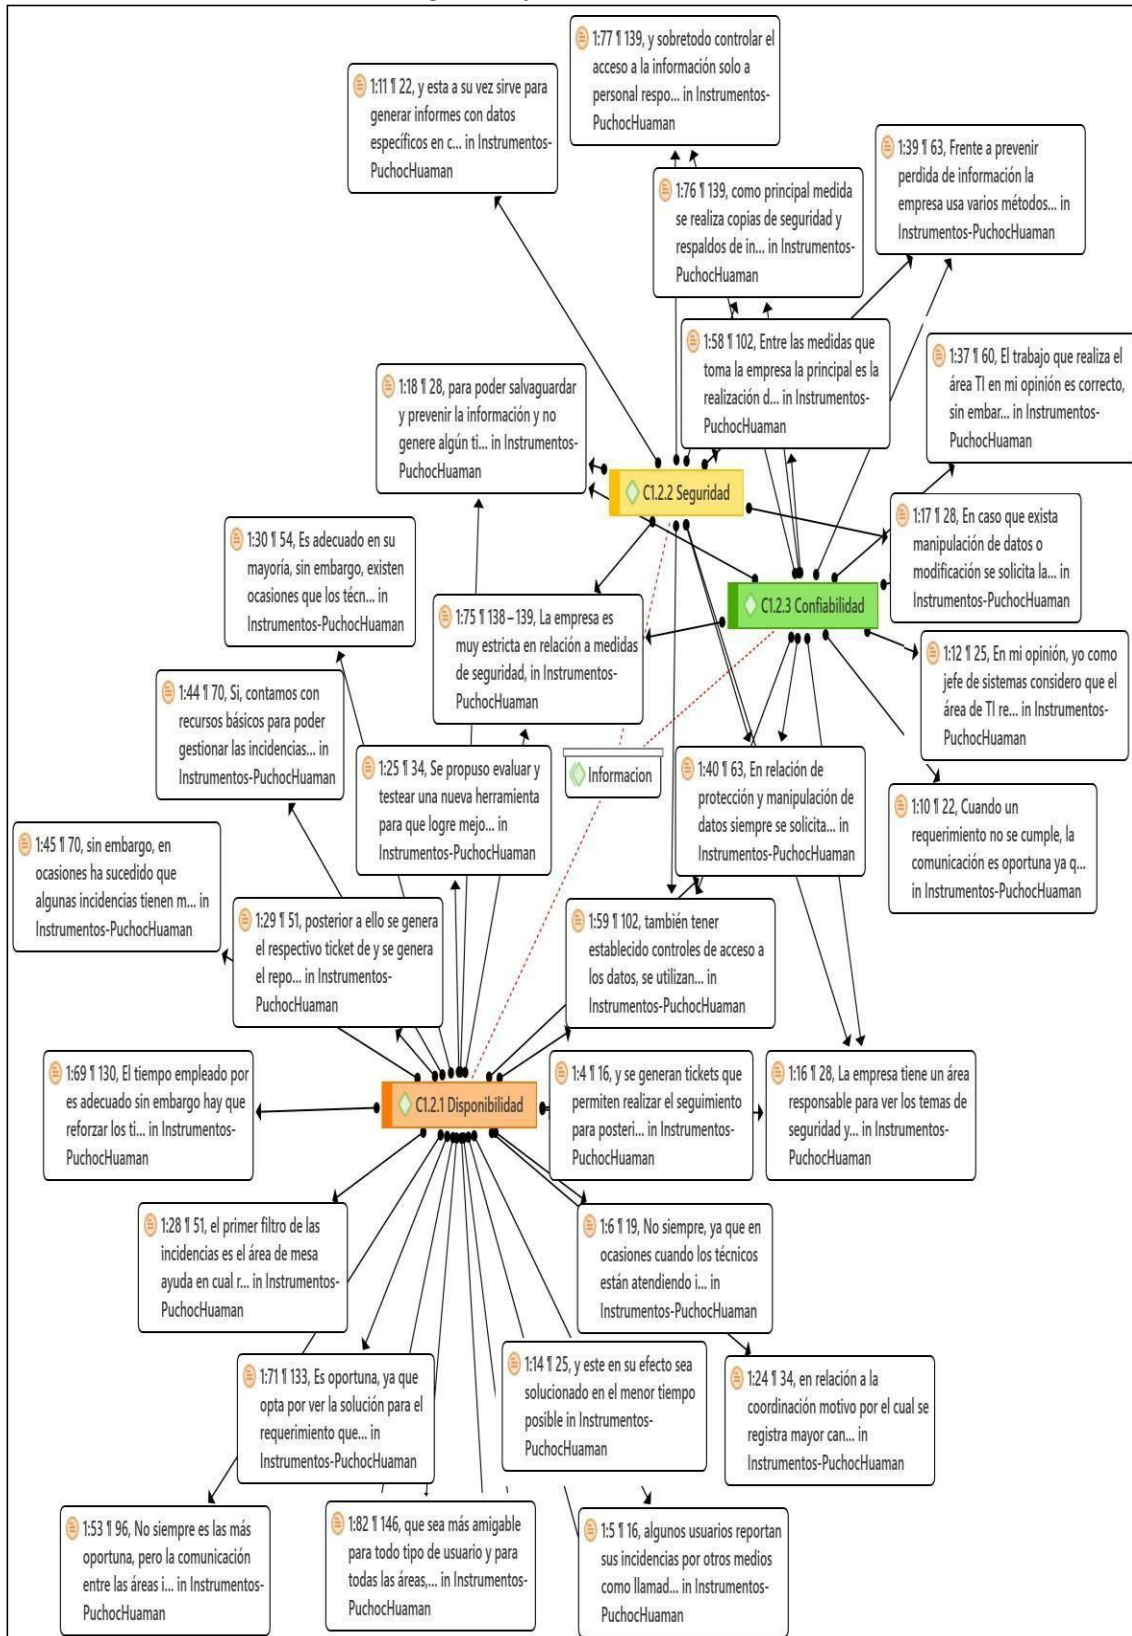 1:77 ¶ 139, y sobretodo controlar el
acceso a la información solo a
personal respo... in Instrumentos-
PuchocHuaman
1:11 ¶ 22, y esta a su vez sirve para
generar informes con datos
específicos en c... in Instrumentos-
PuchocHuaman
1:39 ¶ 63, Frente a prevenir
perdida de información la
empresa usa varios métodos... in
Instrumentos-PuchocHuaman
1:76 ¶ 139, como principal medida
se realiza copias de seguridad y
respaldos de in... in Instrumentos-
PuchocHuaman
1:58 ¶ 102, Entre las medidas que
toma la empresa la principal es la
realización d... in Instrumentos-
PuchocHuaman
1:37 ¶ 60, El trabajo que realiza el
área TI en mi opinión es correcto,
sin embar... in Instrumentos-
PuchocHuaman
1:18 ¶ 28, para poder salvaguardar
y prevenir la información y no
genere algún ti... in Instrumentos-
PuchocHuaman
C1.2.2 Seguridad
1:17 ¶ 28, En caso que exista
manipulación de datos o
modificación se solicita la... in
Instrumentos-PuchocHuaman
1:30 ¶ 54, Es adecuado en su
mayoría, sin embargo, existen
ocasiones que los técn... in
Instrumentos-PuchocHuaman
C1.2.3 Confiabilidad
1:75 ¶ 138 – 139, La empresa es
muy estricta en relación a medidas
de seguridad, in Instrumentos-
PuchocHuaman
1:12 ¶ 25, En mi opinión, yo como
jefe de sistemas considero que el
área de TI re... in Instrumentos-
PuchocHuaman
1:44 ¶ 70, Si, contamos con
recursos básicos para poder
gestionar las incidencias... in
Instrumentos-PuchocHuaman
1:25 ¶ 34, Se propuso evaluar y
testear una nueva herramienta
para que logre mejo... in
Instrumentos-PuchocHuaman
Informacion
1:40 ¶ 63, En relación de
protección y manipulación de
datos siempre se solicita... in
Instrumentos-PuchocHuaman
1:10 ¶ 22, Cuando un
requerimiento no se cumple, la
comunicación es oportuna ya q...
in Instrumentos-PuchocHuaman
1:45 ¶ 70, sin embargo, en
ocasiones ha sucedido que
algunas incidencias tienen m... in
Instrumentos-PuchocHuaman
1:29 ¶ 51, posterior a ello se genera
el respectivo ticket de y se genera
el repo... in Instrumentos-
PuchocHuaman
1:59 ¶ 102, también tener
establecido controles de acceso a
los datos, se utilizan... in
Instrumentos-PuchocHuaman
1:69 ¶ 130, El tiempo empleado por
es adecuado sin embargo hay que
reforzar los ti... in Instrumentos-
PuchocHuaman
C1.2.1 Disponibilidad
1:4 ¶ 16, y se generan tickets que
permiten realizar el seguimiento
para posteri... in Instrumentos-
PuchocHuaman
1:16 ¶ 28, La empresa tiene un área
responsable para ver los temas de
seguridad y... in Instrumentos-
PuchocHuaman
1:28 ¶ 51, el primer filtro de las
incidencias es el área de mesa
ayuda en cual r... in Instrumentos-
PuchocHuaman
1:6 ¶ 19, No siempre, ya que en
ocasiones cuando los técnicos
están atendiendo i... in
Instrumentos-PuchocHuaman
1:71 ¶ 133, Es oportuna, ya que
opta por ver la solución para el
requerimiento que... in
Instrumentos-PuchocHuaman
1:14 ¶ 25, y este en su efecto sea
solucionado en el menor tiempo
posible in Instrumentos-
PuchocHuaman
1:24 ¶ 34, en relación a la
coordinación motivo por el cual se
registra mayor can... in
Instrumentos-PuchocHuaman
1:53 ¶ 96, No siempre es las más
oportuna, pero la comunicación
entre las áreas i... in Instrumentos-
PuchocHuaman
1:82 ¶ 146, que sea más amigable
para todo tipo de usuario y para
todas las áreas,... in Instrumentos-
PuchocHuaman
1:5 ¶ 16, algunos usuarios reportan
sus incidencias por otros medios
como llamad... in Instrumentos-
PuchocHuaman